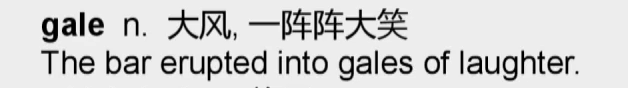 gale n. 大风, 一阵阵大笑
The bar erupted into gales of laughter.